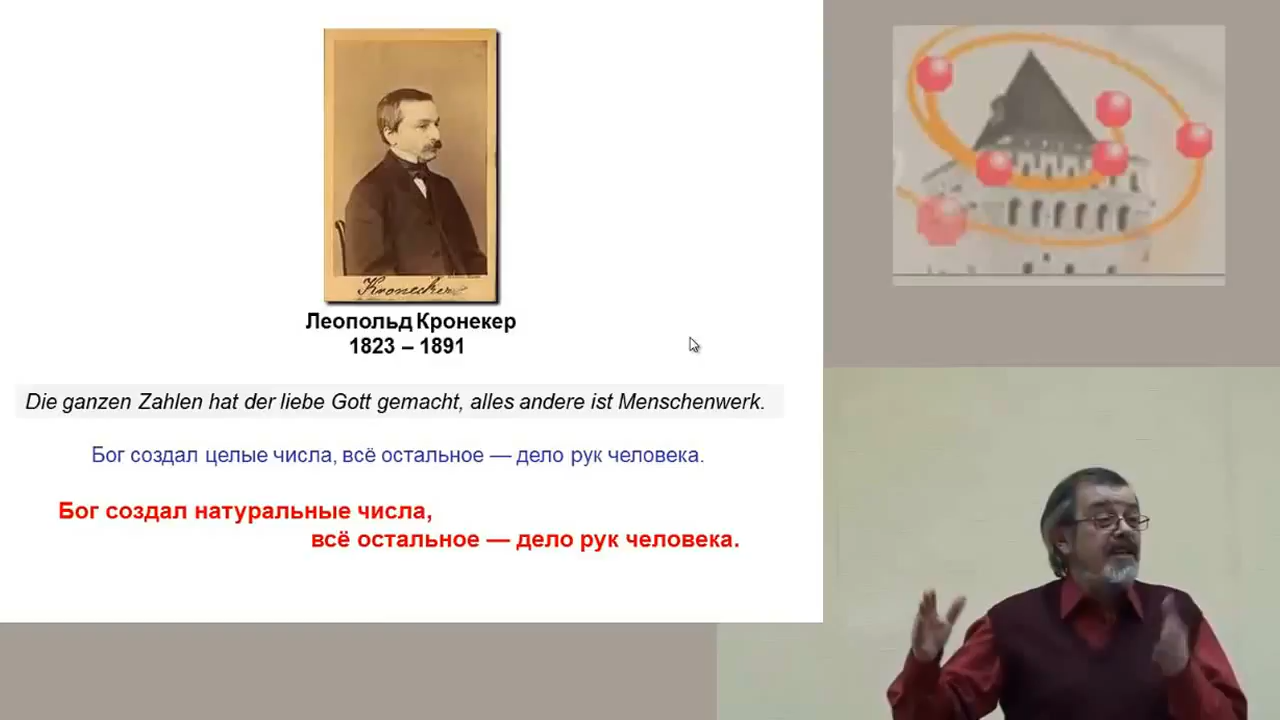 Kronecker
Леопольд Кронекер
1823 – 1891
Die ganzen Zahlen hat der liebe Gott gemacht, alles andere ist Menschenwerk.
Бог создал целые числа, всё остальное — дело рук человека.
Бог создал натуральные числа,
всё остальное — дело рук человека.